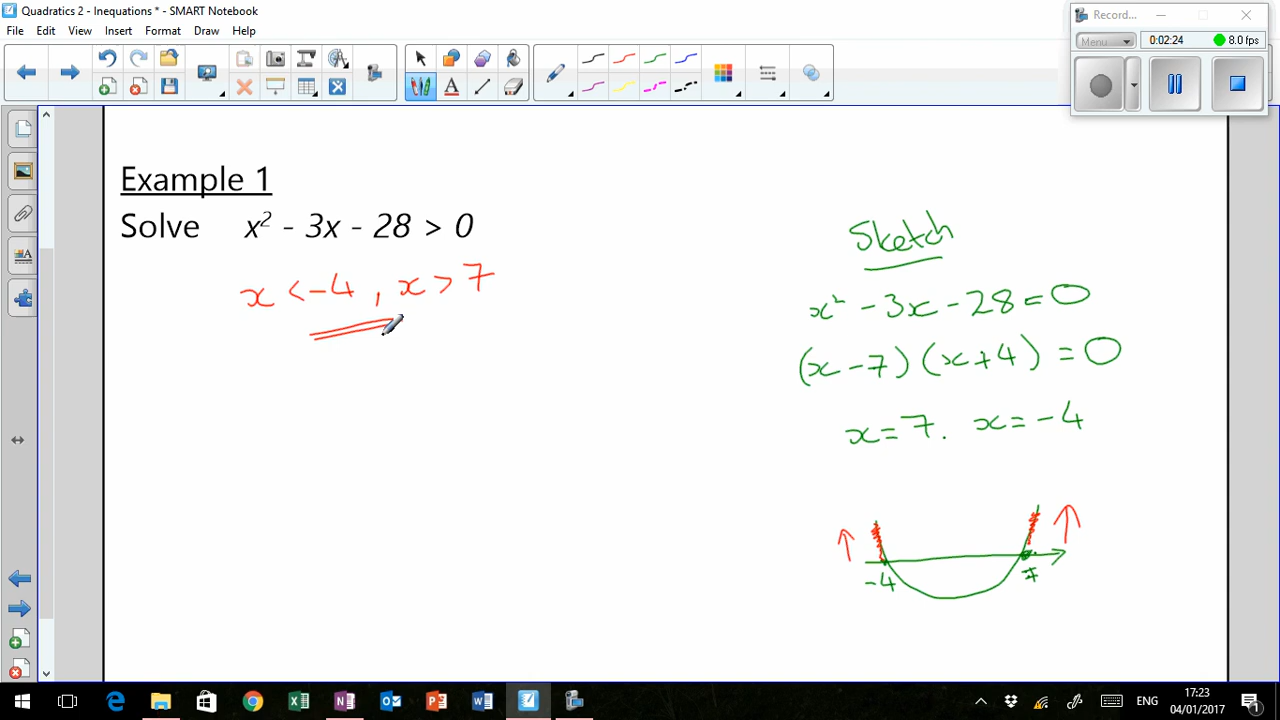 Quadratics 2 - Inequations * - SMART Notebook
File Edit View Insert Format Draw Help
Record...
Menu
0:02:24 8.0 fps
Example 1
Solve x² - 3x - 28 > 0
x < -4 , x > 7
Sketch
x² - 3x - 28 = 0
(x - 7) (x + 4) = 0
x = 7. x = -4
-4 7
ENG
17:23
04/01/2017